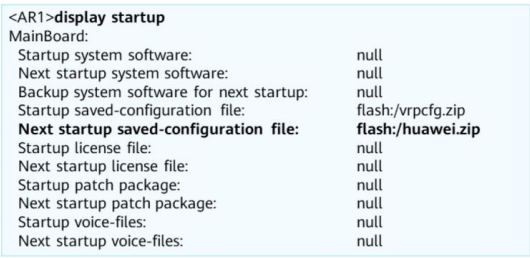 <AR1>display startup
MainBoard:
Startup system software: null
Next startup system software: null
Backup system software for next startup: null
Startup saved-configuration file: flash:/vrpcfg.zip
Next startup saved-configuration file: flash:/huawei.zip
Startup license file: null
Next startup license file: null
Startup patch package: null
Next startup patch package: null
Startup voice-files: null
Next startup voice-files: null